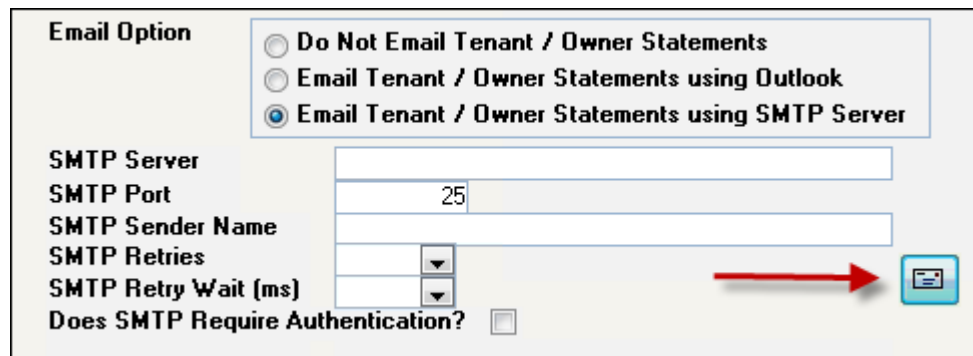 Email Option
Do Not Email Tenant / Owner Statements
Email Tenant / Owner Statements using Outlook
Email Tenant / Owner Statements using SMTP Server
SMTP Server
SMTP Port 25
SMTP Sender Name
SMTP Retries
SMTP Retry Wait (ms)
Does SMTP Require Authentication?